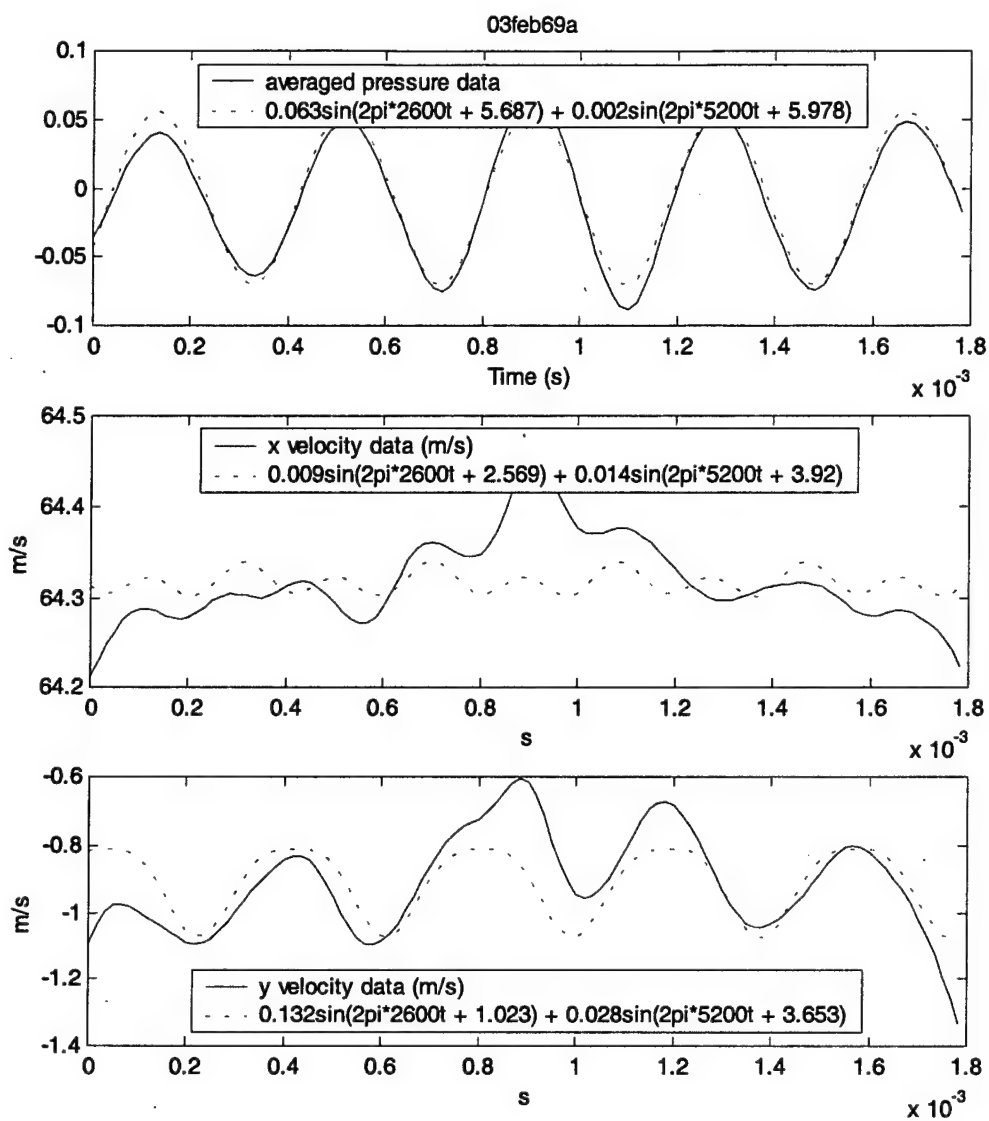 03feb69a
0.1
averaged pressure data
0.063sin(2pi*2600t + 5.687) + 0.002sin(2pi*5200t + 5.978)
0.05
0
-0.05
-0.1
0 0.2 0.4 0.6 0.8 1 1.2 1.4 1.6 1.8
Time (s)
x 10^-3
64.5
x velocity data (m/s)
0.009sin(2pi*2600t + 2.569) + 0.014sin(2pi*5200t + 3.92)
64.4
m/s
64.3
64.2
0 0.2 0.4 0.6 0.8 1 1.2 1.4 1.6 1.8
s
x 10^-3
-0.6
-0.8
m/s
-1
-1.2
y velocity data (m/s)
0.132sin(2pi*2600t + 1.023) + 0.028sin(2pi*5200t + 3.653)
-1.4
0 0.2 0.4 0.6 0.8 1 1.2 1.4 1.6 1.8
s
x 10^-3